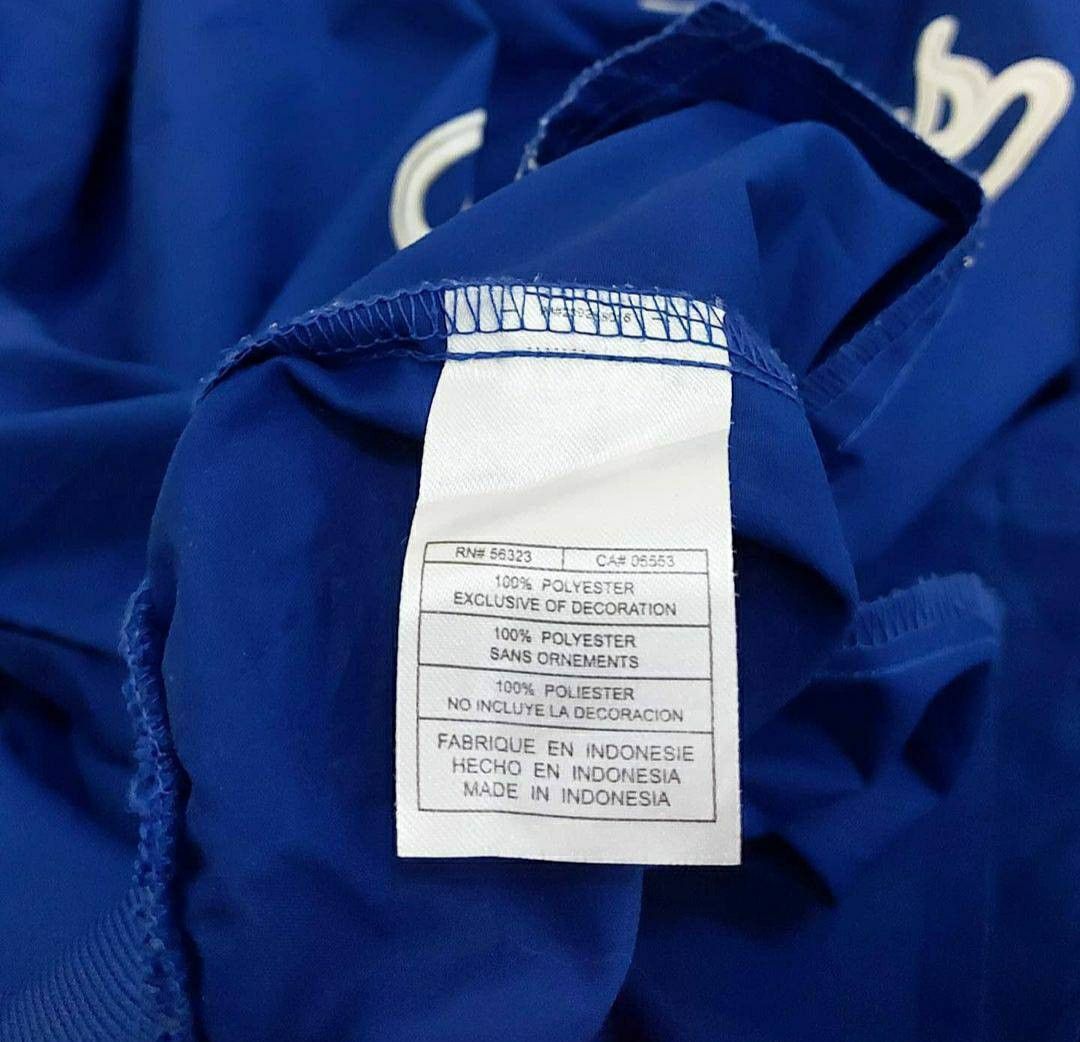 RN# 56323 CA# 05553
100% POLYESTER
EXCLUSIVE OF DECORATION
100% POLYESTER
SANS ORNEMENTS
100% POLIESTER
NO INCLUYE LA DECORACION
FABRIQUE EN INDONESIE
HECHO EN INDONESIA
MADE IN INDONESIA